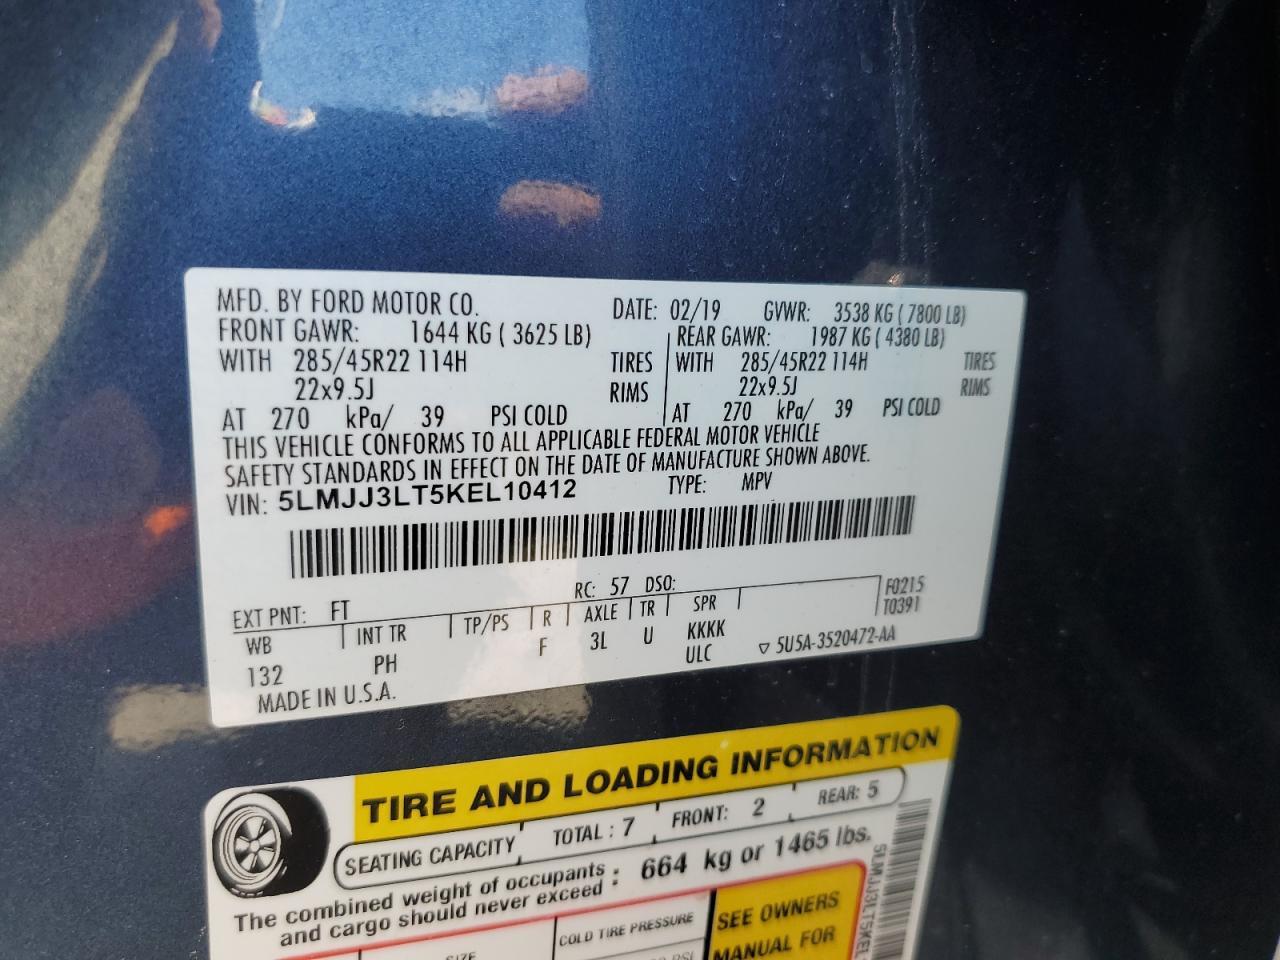 MFD. BY FORD MOTOR CO. DATE: 02/19 GVWR: 3538 KG ( 7800 LB)
FRONT GAWR: 1644 KG ( 3625 LB) REAR GAWR: 1987 KG ( 4380 LB)
WITH 285/45R22 114H TIRES WITH 285/45R22 114H TIRES
22x9.5J RIMS 22x9.5J RIMS
AT 270 kPa/ 39 PSI COLD AT 270 kPa/ 39 PSI COLD
THIS VEHICLE CONFORMS TO ALL APPLICABLE FEDERAL MOTOR VEHICLE
SAFETY STANDARDS IN EFFECT ON THE DATE OF MANUFACTURE SHOWN ABOVE.
VIN: 5LMJJ3LT5KEL10412 TYPE: MPV
EXT PNT: FT RC: 57 DSO: F0215
WB INT TR TP/PS R AXLE TR SPR T0391
132 PH F 3L U KKKK
ULC ▽ 5U5A-3520472-AA
MADE IN U.S.A.
TIRE AND LOADING INFORMATION
SEATING CAPACITY TOTAL : 7 FRONT: 2 REAR: 5
The combined weight of occupants
and cargo should never exceed : 664 kg or 1465 lbs.
COLD TIRE PRESSURE
SEE OWNERS
MANUAL FOR
5LMJJ3LT5KEL